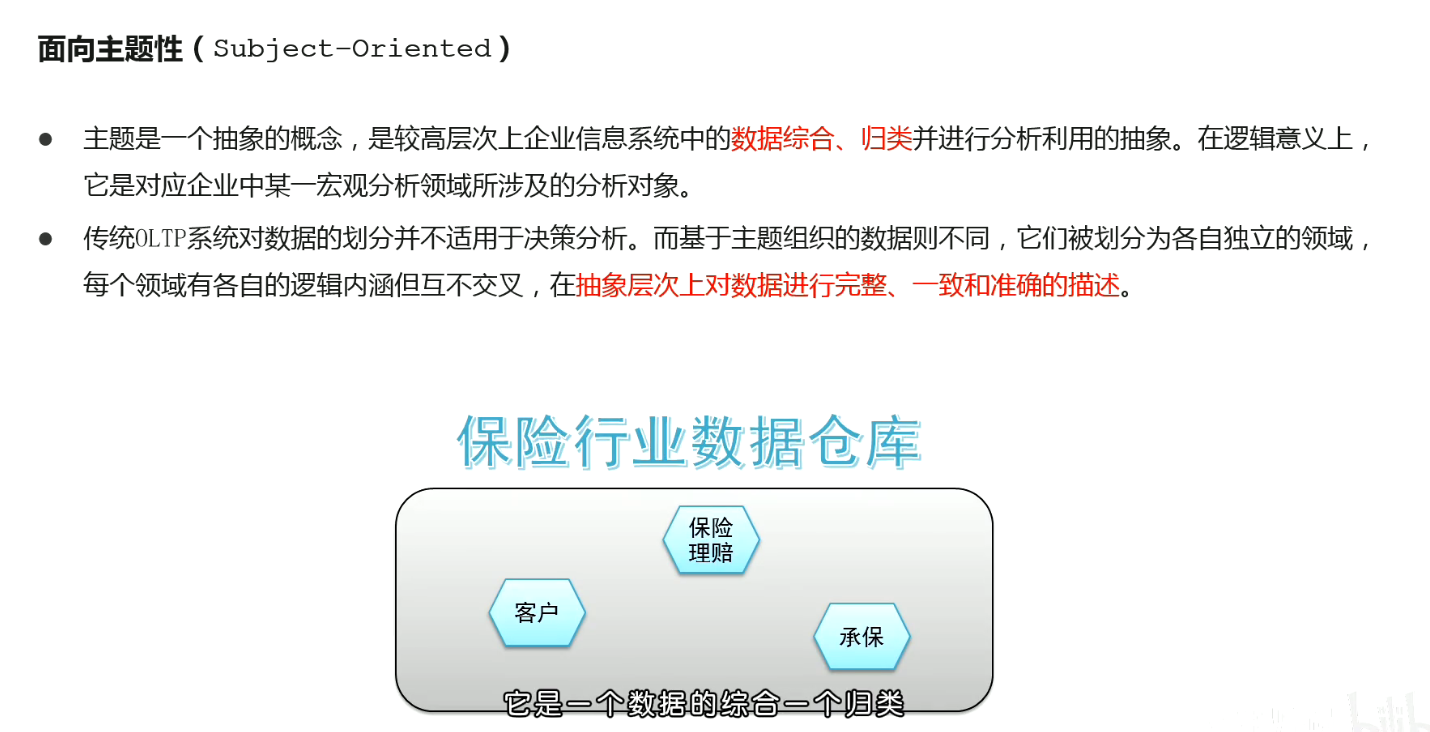 面向主题性（Subject-Oriented）
● 主题是一个抽象的概念，是较高层次上企业信息系统中的数据综合、归类并进行分析利用的抽象。在逻辑意义上，
它是对应企业中某一宏观分析领域所涉及的分析对象。
● 传统OLTP系统对数据的划分并不适用于决策分析。而基于主题组织的数据则不同，它们被划分为各自独立的领域，
每个领域有各自的逻辑内涵但互不交叉，在抽象层次上对数据进行完整、一致和准确的描述。
保险行业数据仓库
保险
理赔
客户
承保
它是一个数据的综合一个归类
bilib